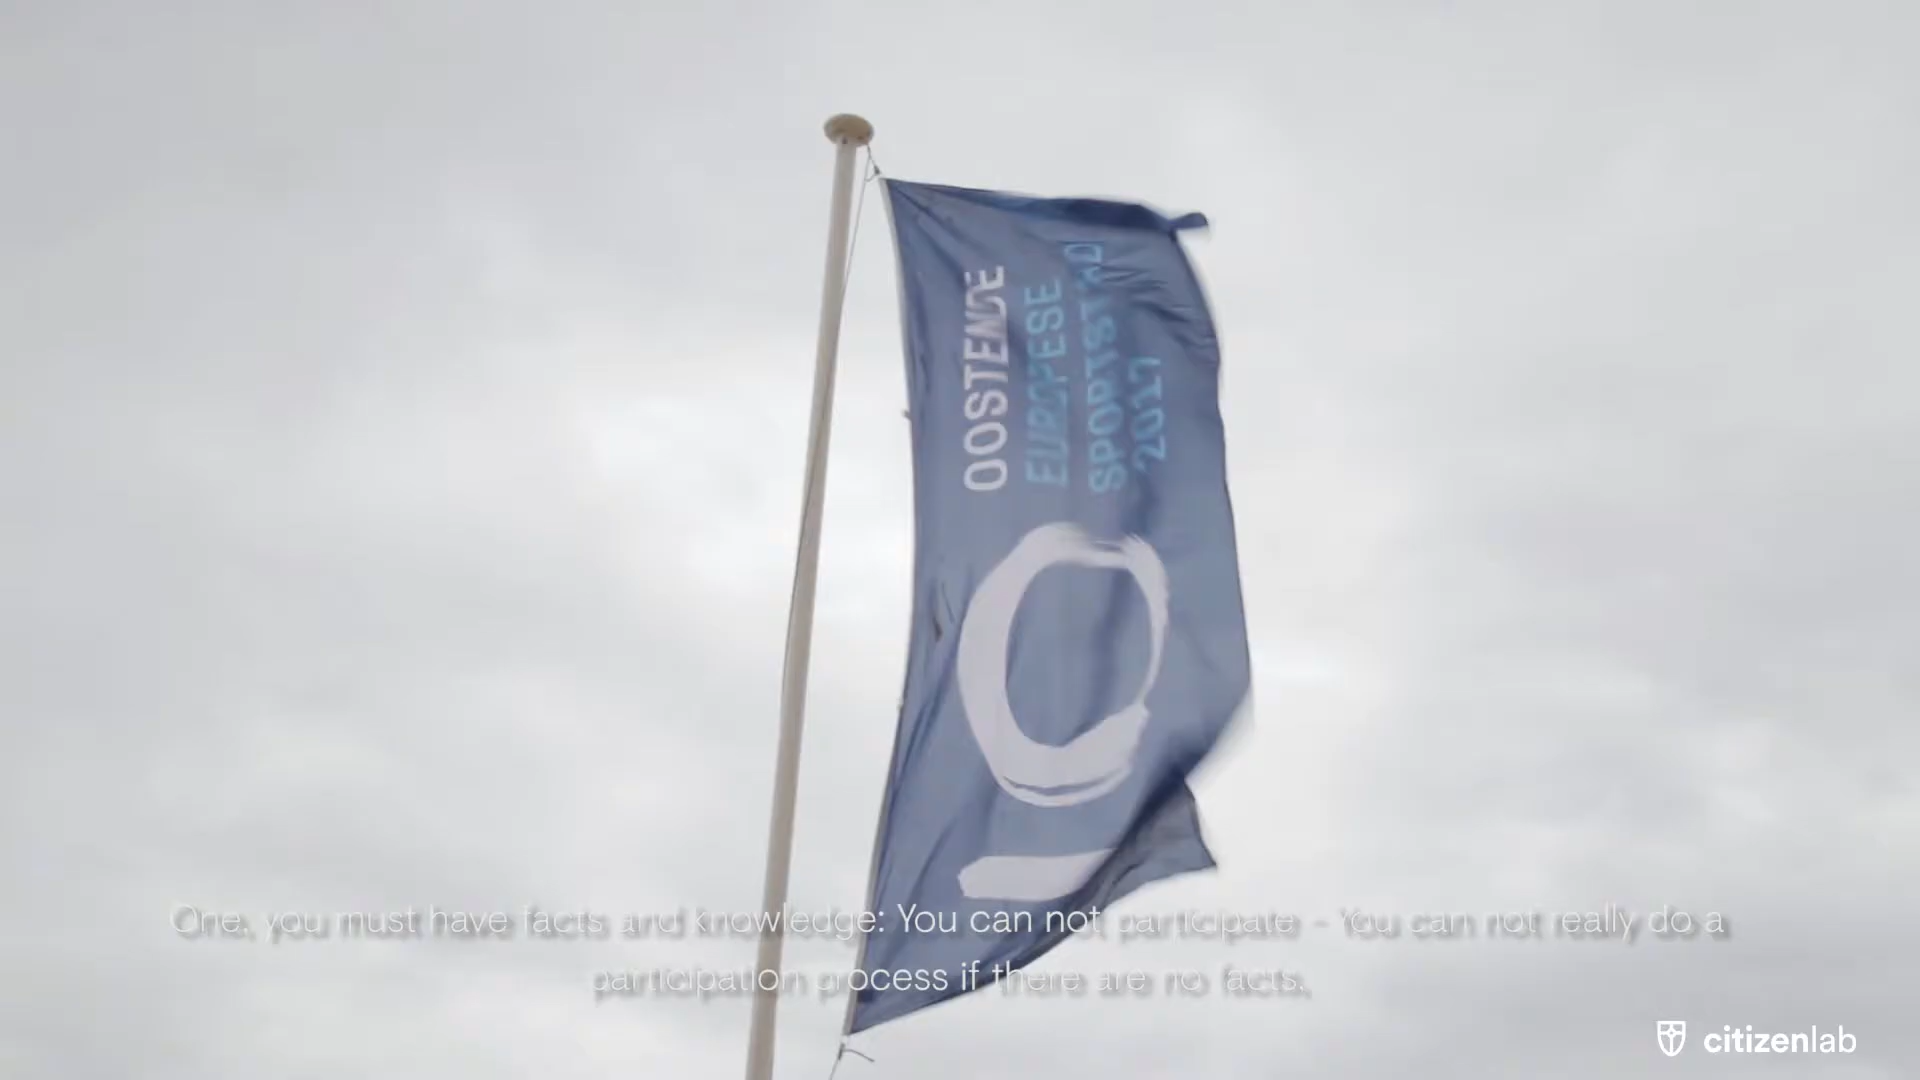 OOSTENDE
EUROPESE
SPORTSTAD
2017
One, you must have facts and knowledge: You can not participate - You can not really do a
participation process if there are no facts.
citizenlab